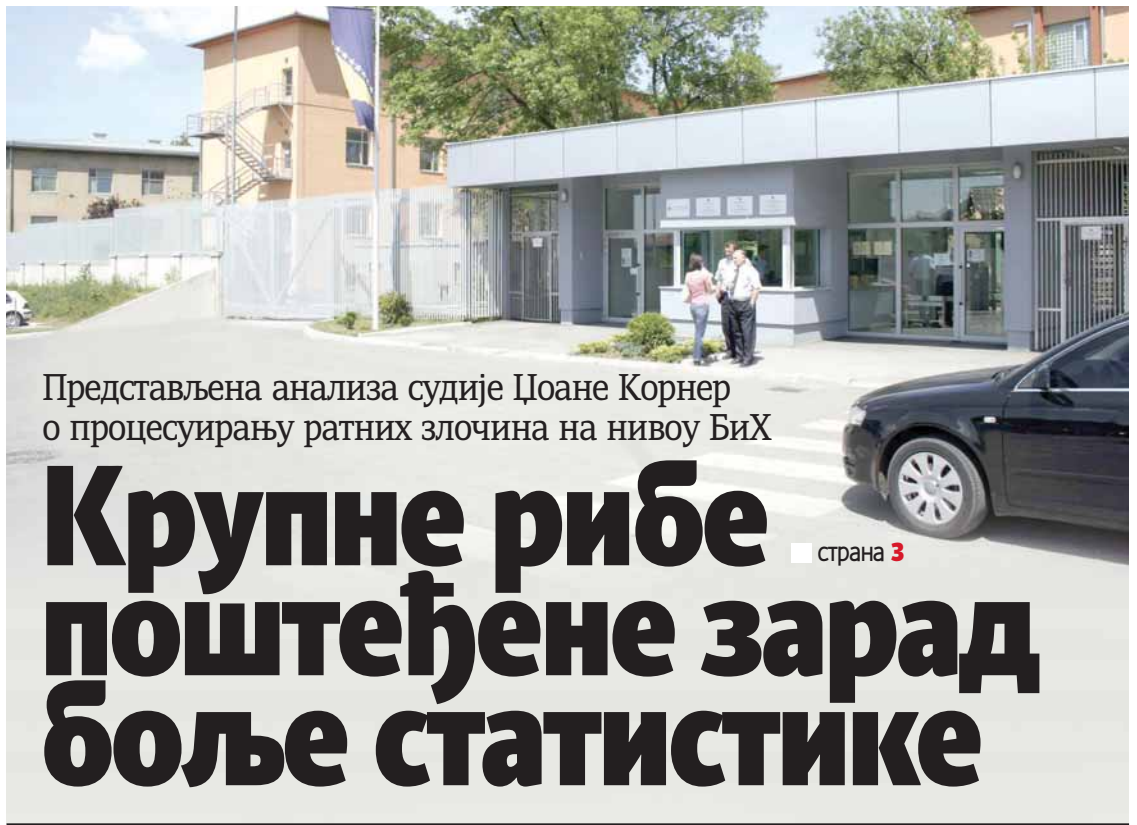 Представљена анализа судије Џоане Корнер
о процесуирању ратних злочина на нивоу БиХ
Крупне рибе
страна 3
поштеђене зарад
боље статистике